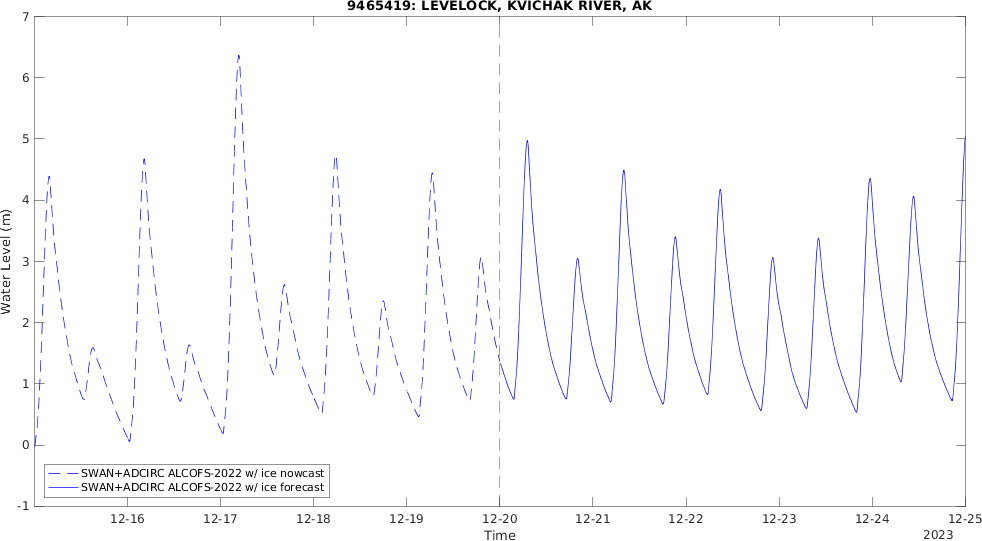 9465419: LEVELOCK, KVICHAK RIVER, AK
7
6
5
4
3
2
1
0
-1
Water Level (m)
SWAN+ADCIRC ALCOFS-2022 w/ ice nowcast
SWAN+ADCIRC ALCOFS-2022 w/ ice forecast
12-16 12-17 12-18 12-19 12-20 12-21 12-22 12-23 12-24 12-25
Time
2023